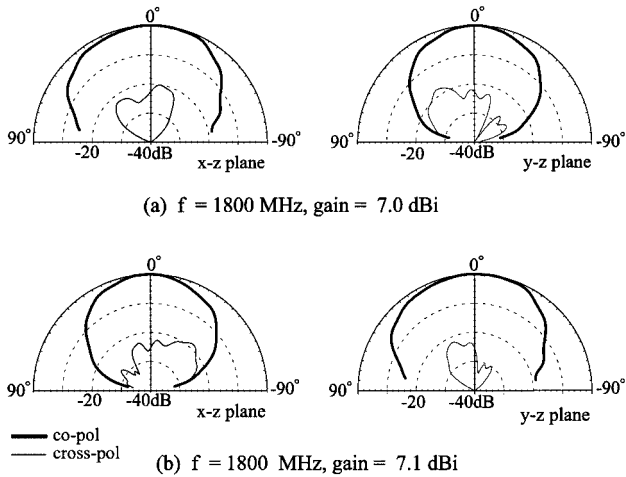 0°
0°
90°
-20
-40dB
-90°
x-z plane
90°
-20
-40dB
-90°
y-z plane
(a) f = 1800 MHz, gain = 7.0 dBi
0°
0°
90°
-20
-40dB
-90°
x-z plane
90°
-20
-40dB
-90°
y-z plane
co-pol
cross-pol
(b) f = 1800 MHz, gain = 7.1 dBi